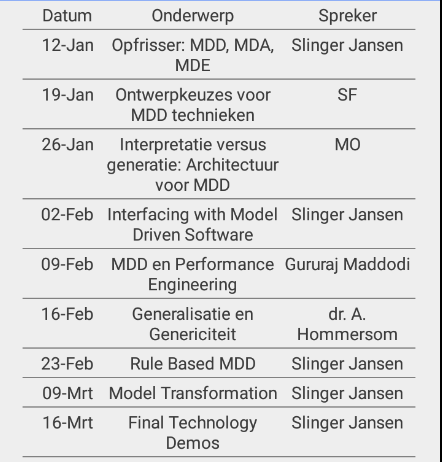 Datum Onderwerp Spreker
12-Jan Opfrisser: MDD, MDA, Slinger Jansen
MDE
19-Jan Ontwerpkeuzes voor SF
MDD technieken
26-Jan Interpretatie versus MO
generatie: Architectuur
voor MDD
02-Feb Interfacing with Model Slinger Jansen
Driven Software
09-Feb MDD en Performance Gururaj Maddodi
Engineering
16-Feb Generalisatie en dr. A.
Genericiteit Hommersom
23-Feb Rule Based MDD Slinger Jansen
09-Mrt Model Transformation Slinger Jansen
16-Mrt Final Technology Slinger Jansen
Demos